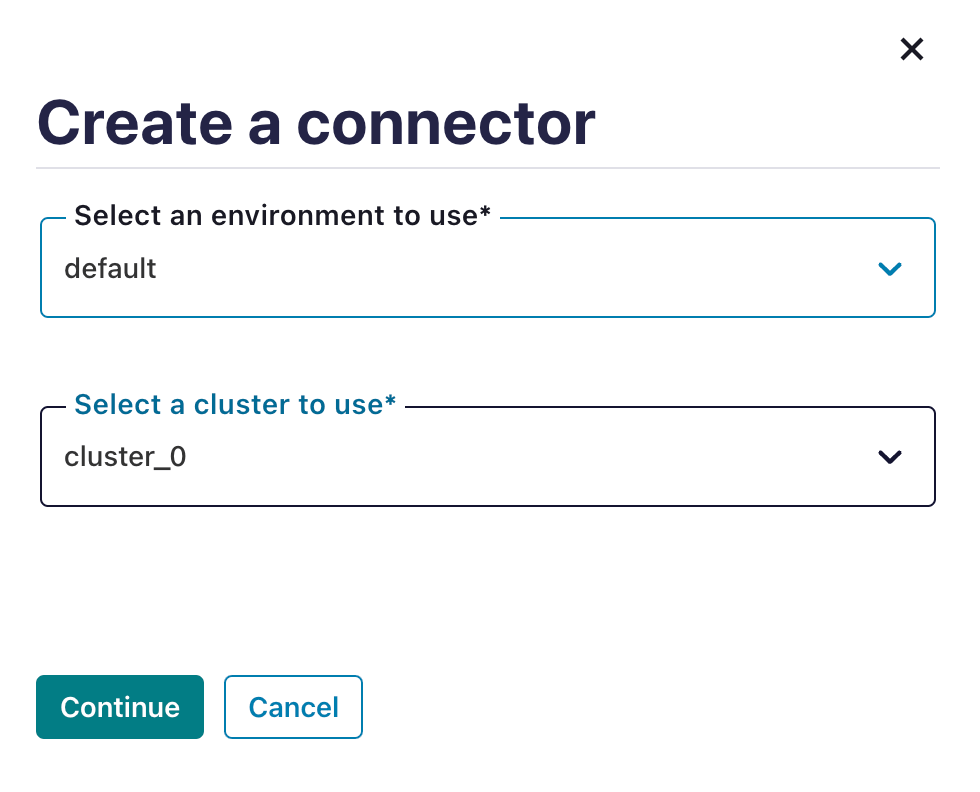 Create a connector
Select an environment to use*
default
Select a cluster to use*
cluster_0
Continue
Cancel